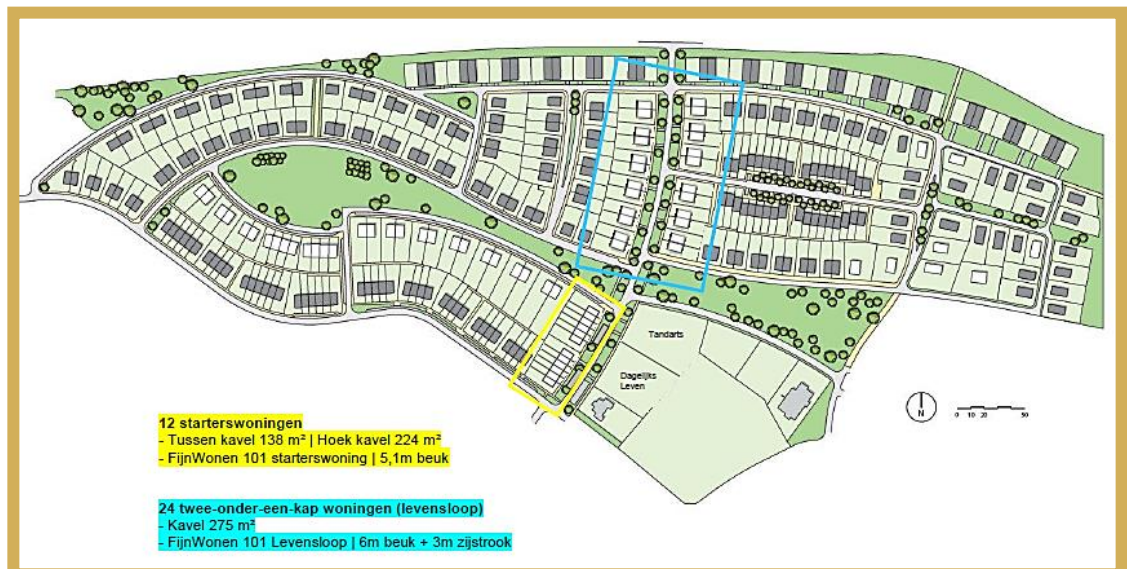 Tandarts
Dagelijks
Leven
N
0 10 20 50
12 starterswoningen
- Tussen kavel 138 m² | Hoek kavel 224 m²
- FijnWonen 101 starterswoning | 5,1m beuk
24 twee-onder-een-kap woningen (levensloop)
- Kavel 275 m²
- FijnWonen 101 Levensloop | 6m beuk + 3m zijstrook